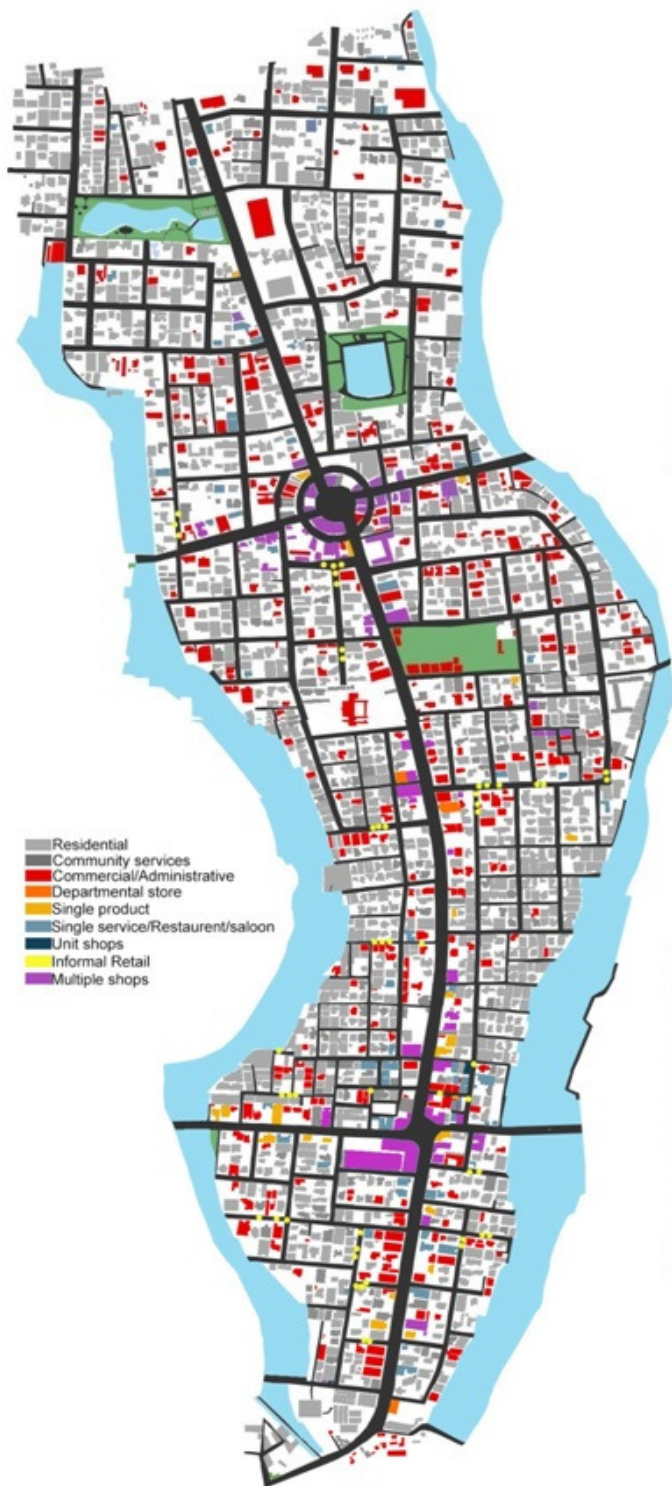 Residential
Community services
Commercial/Administrative
Departmental store
Single product
Single service/Restaurent/saloon
Unit shops
Informal Retail
Multiple shops